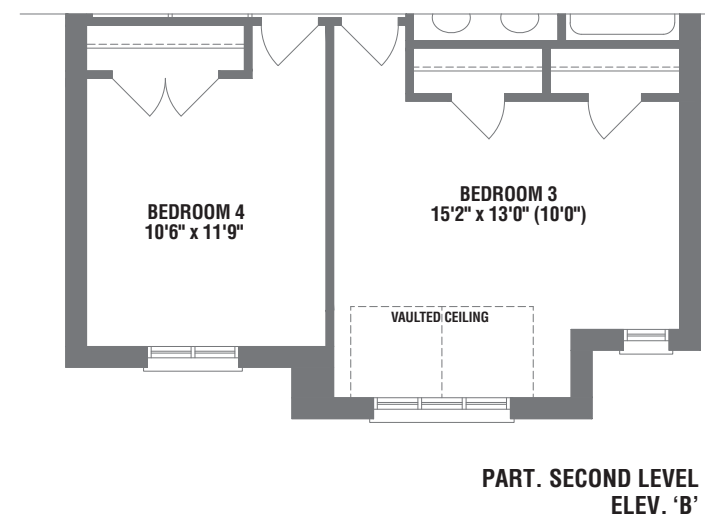 BEDROOM 4
10'6" x 11'9"
BEDROOM 3
15'2" x 13'0" (10'0")
VAULTED CEILING
PART. SECOND LEVEL
ELEV. ‘B’